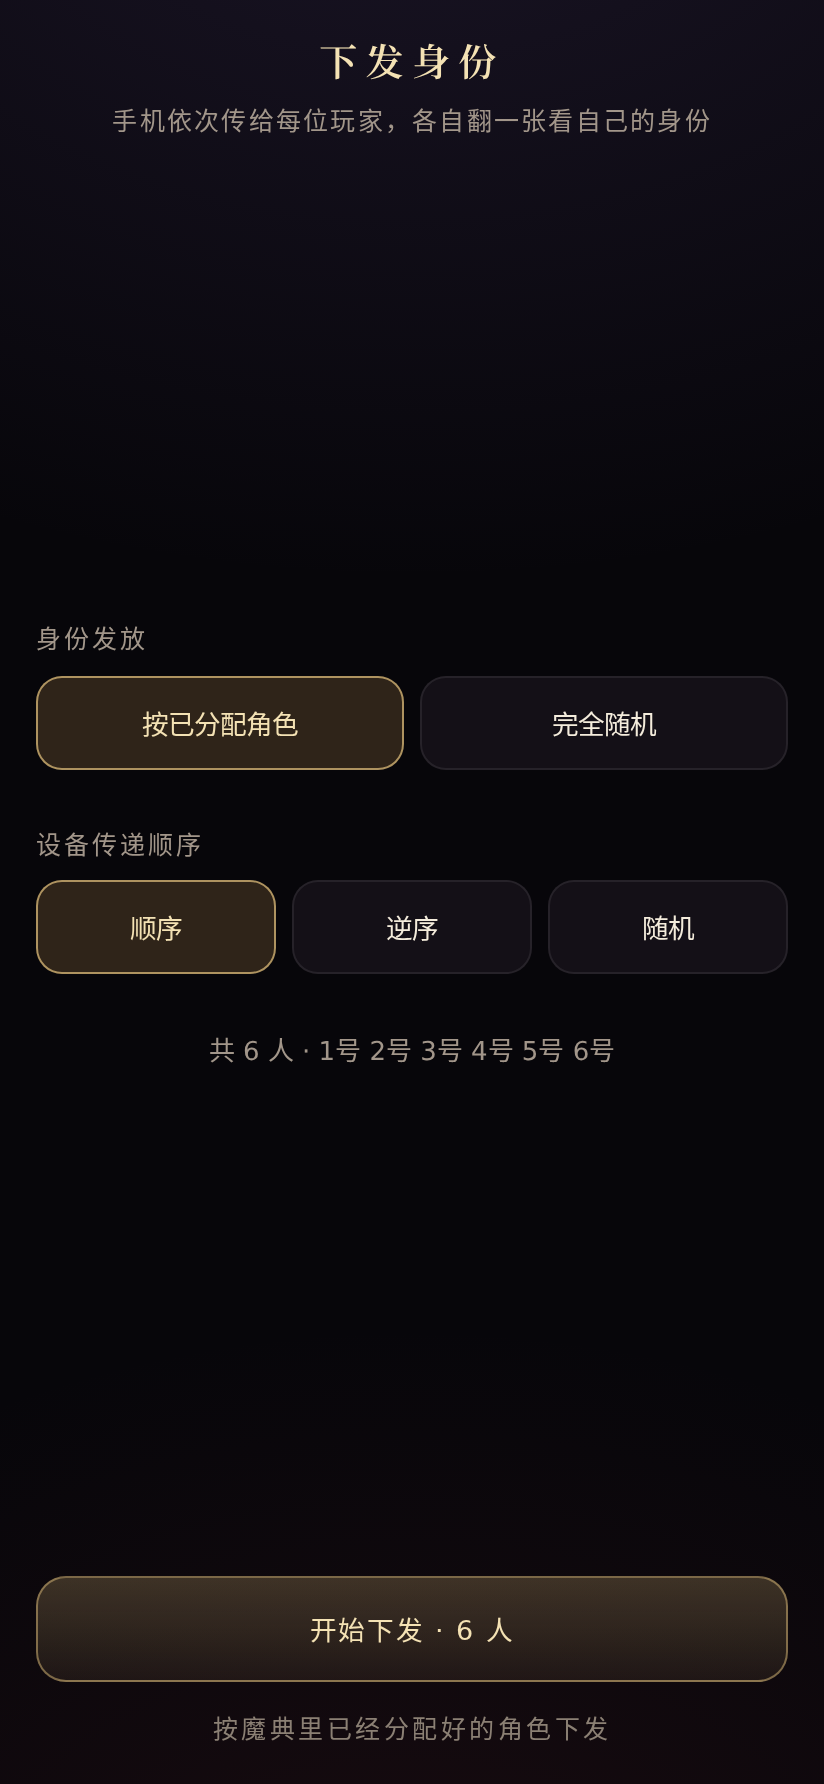 下发身份
手机依次传给每位玩家，各自翻一张看自己的身份
身份发放
按已分配角色 完全随机
设备传递顺序
顺序 逆序 随机
共 6 人 · 1号 2号 3号 4号 5号 6号
开始下发 · 6 人
按魔典里已经分配好的角色下发